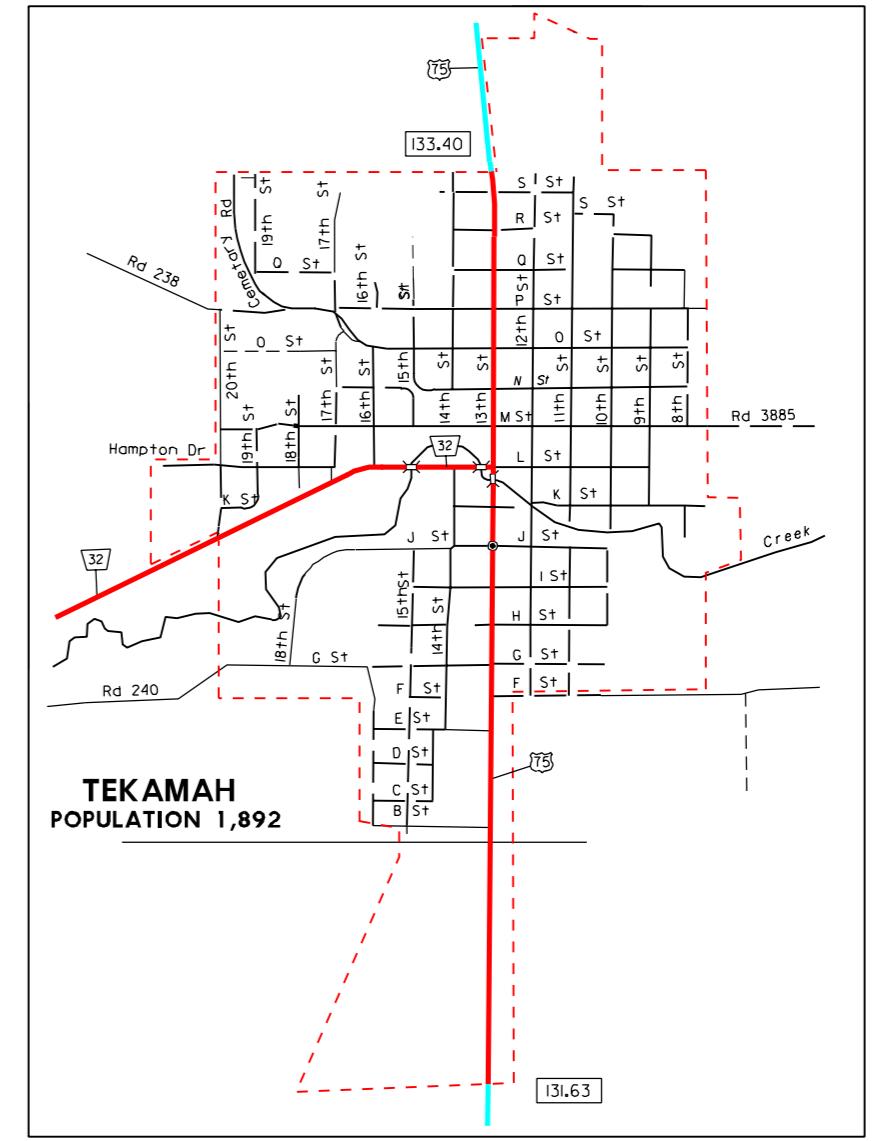 75
133.40
S St
19th St
17th St
Cemetary Rd
S St
R St
Rd 238
Q St
16th St
St
Q St
12th St
P St
20th St
O St
15th St
O St
17th St
16th St
14th St
13th St
N St
11th St
10th St
9th St
8th St
19th St
18th St
M St
Rd 3885
Hampton Dr
32
L St
K St
K St
32
J St
J St
Creek
15th St
I St
18th St
14th St
H St
G St
G St
Rd 240
F St
F St
E St
D St
75
TEKAMAH
C St
POPULATION 1,892
B St
131.63